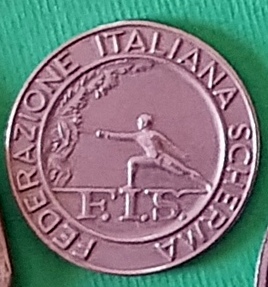 FEDERAZIONE ITALIANA SCHERMA
F.I.S.